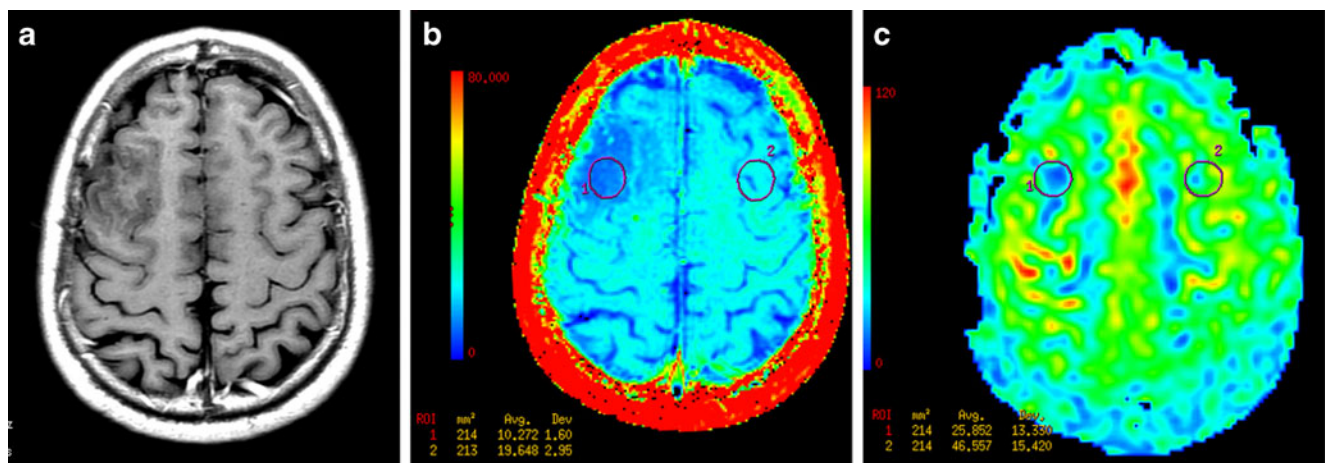 a
b
c
80,000
0
1
2
ROI mm² Avg. Dev
1 214 10.272 1.60
2 213 19.648 2.95
120
0
1
2
ROI mm² Avg. Dev.
1 214 25.852 13.330
2 214 46.557 15.420